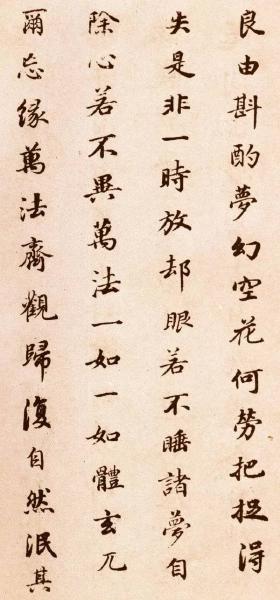 良由斟酌夢幻空花何勞把捉得
失是非一時放却眼若不睡諸夢自
除心若不異萬法一如一如體玄兀
爾忘緣萬法齊觀歸復自然泯其